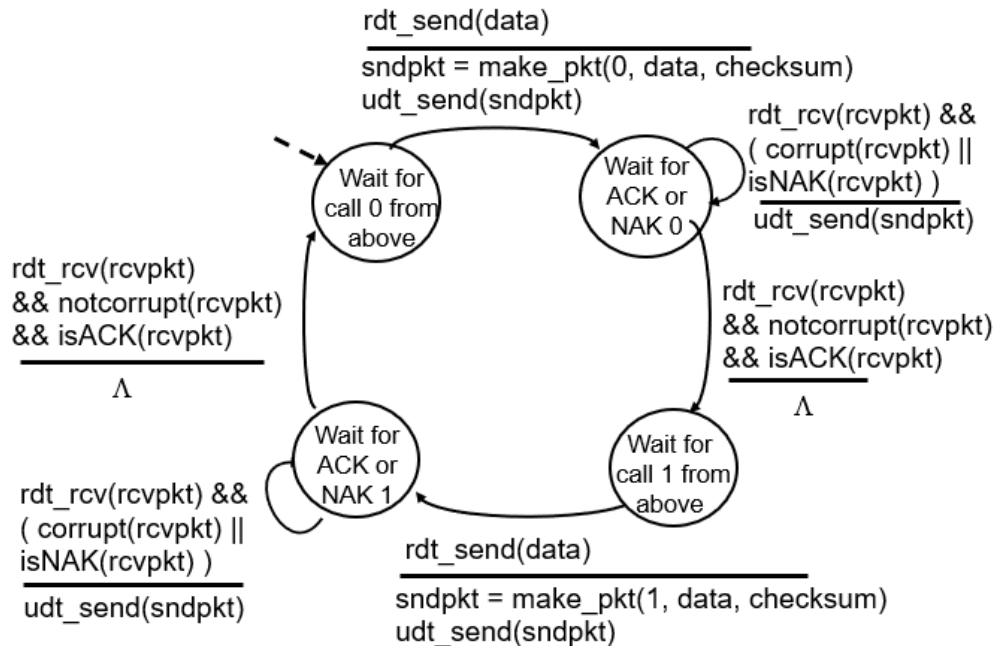 rdt_send(data)
sndpkt = make_pkt(0, data, checksum)
udt_send(sndpkt)
Wait for
call 0 from
above
Wait for
ACK or
NAK 0
rdt_rcv(rcvpkt) &&
( corrupt(rcvpkt) ||
isNAK(rcvpkt) )
udt_send(sndpkt)
rdt_rcv(rcvpkt)
&& notcorrupt(rcvpkt)
&& isACK(rcvpkt)
Λ
rdt_rcv(rcvpkt)
&& notcorrupt(rcvpkt)
&& isACK(rcvpkt)
Λ
Wait for
ACK or
NAK 1
Wait for
call 1 from
above
rdt_rcv(rcvpkt) &&
( corrupt(rcvpkt) ||
isNAK(rcvpkt) )
udt_send(sndpkt)
rdt_send(data)
sndpkt = make_pkt(1, data, checksum)
udt_send(sndpkt)